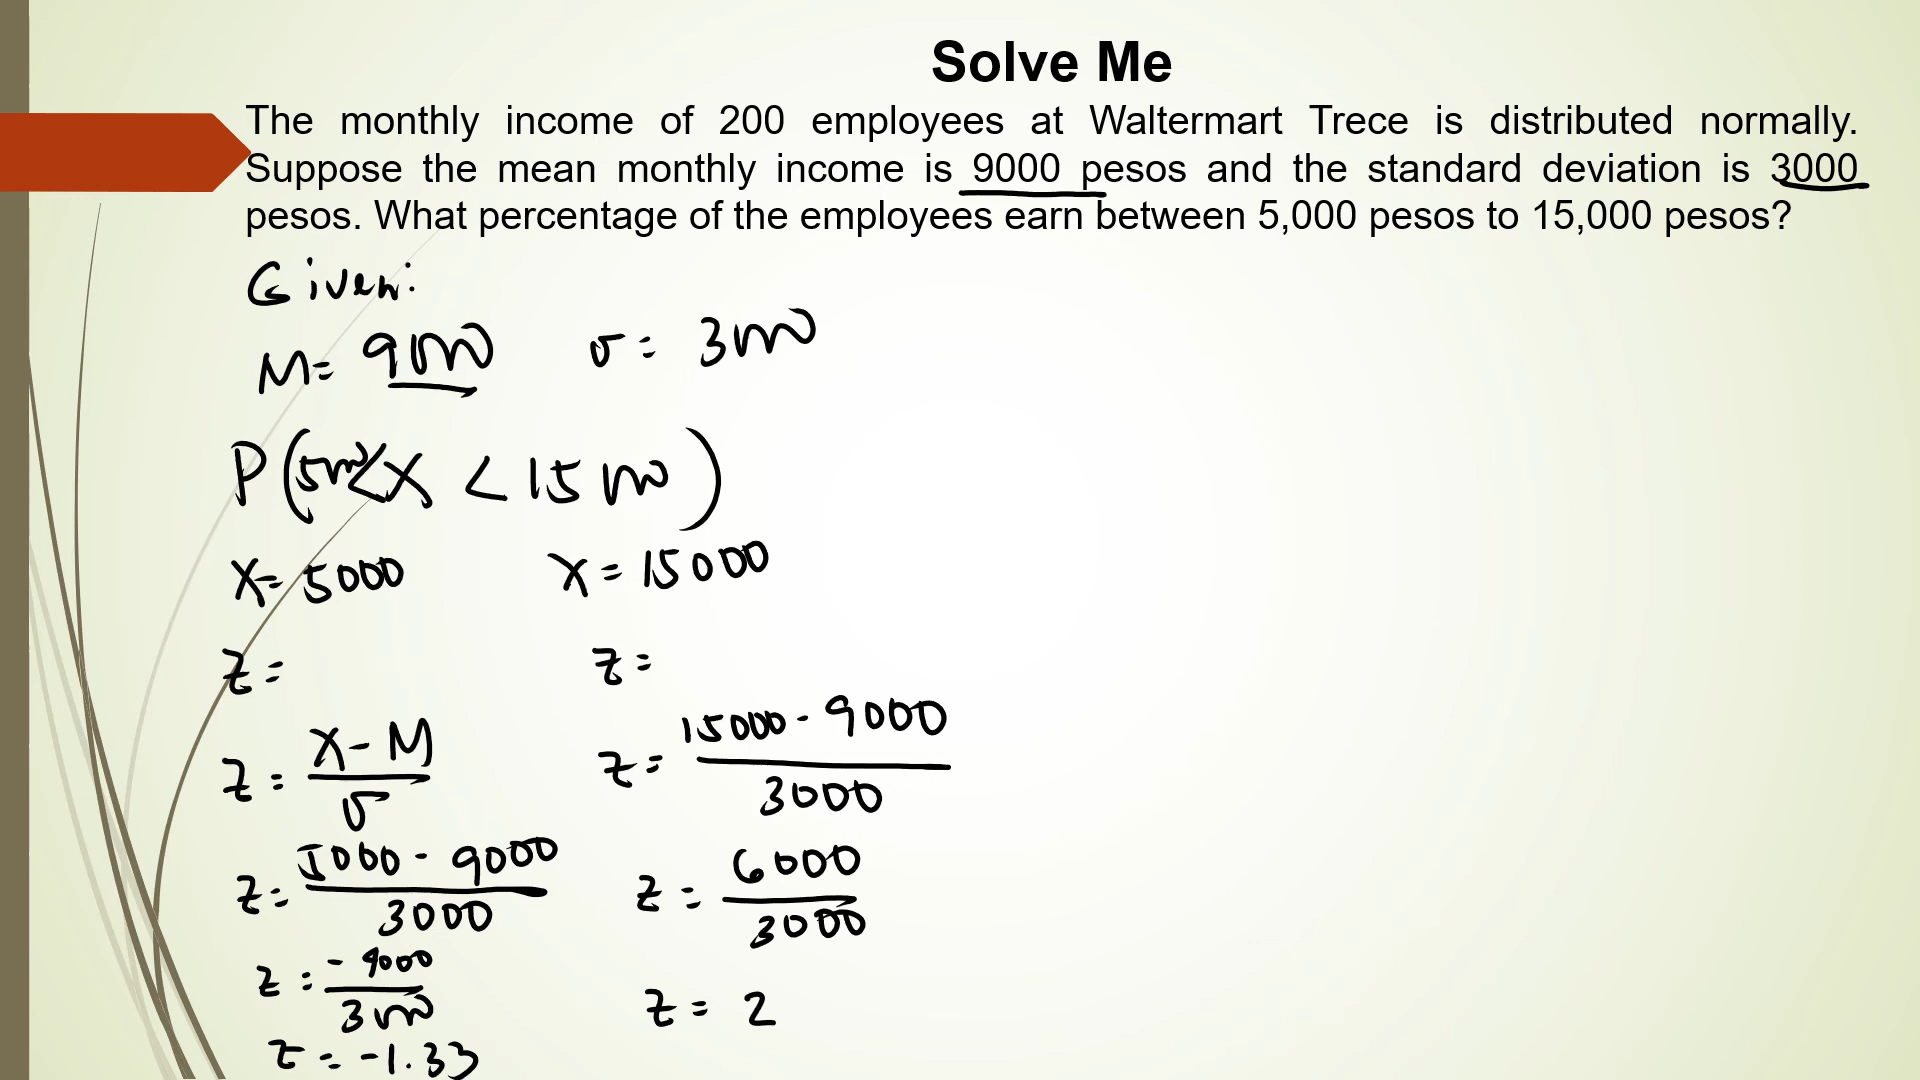 Solve Me
The monthly income of 200 employees at Waltermart Trece is distributed normally.
Suppose the mean monthly income is 9000 pesos and the standard deviation is 3000
pesos. What percentage of the employees earn between 5,000 pesos to 15,000 pesos?
Given:
M= 9000 σ= 3000
P(5000<X < 15000)
X= 5000 X = 15000
Z = Z =
Z = X - M / σ Z = 15000 - 9000 / 3000
Z = 5000 - 9000 / 3000 Z = 6000 / 3000
Z = - 4000 / 3000 Z = 2
Z = -1.33